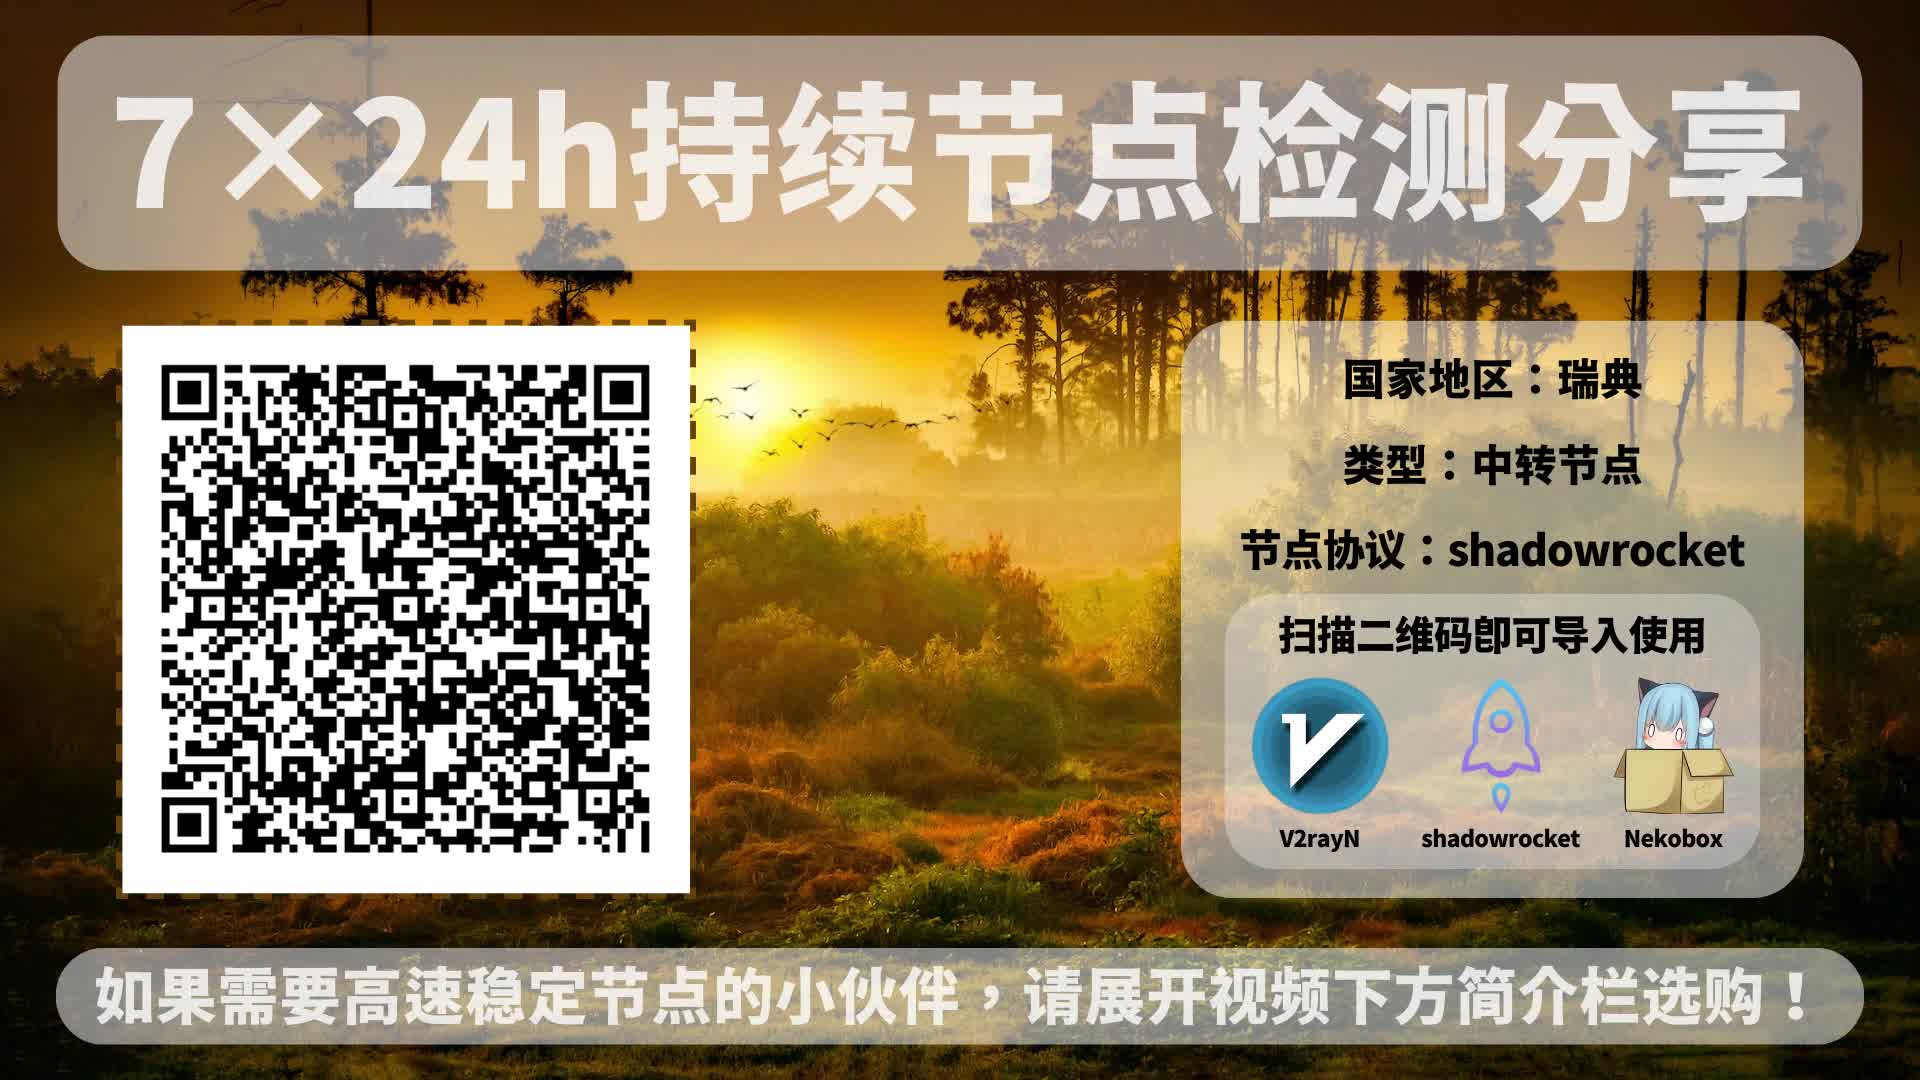 7×24h持续节点检测分享
国家地区：瑞典
类型：中转节点
节点协议：shadowrocket
扫描二维码即可导入使用
V2rayN
shadowrocket
Nekobox
如果需要高速稳定节点的小伙伴，请展开视频下方简介栏选购！